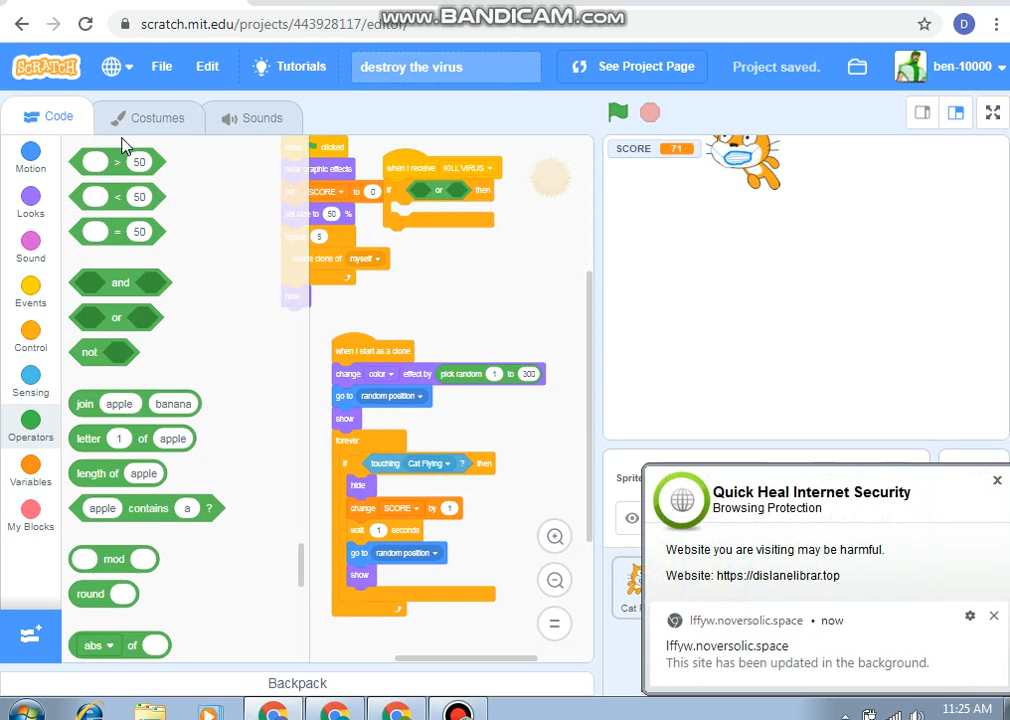 www.BANDICAM.com
scratch.mit.edu/projects/443928117/editor/
D
SCRATCH
File
Edit
Tutorials
destroy the virus
See Project Page
Project saved.
ben-10000
Code
Costumes
Sounds
Motion
Looks
Sound
Events
Control
Sensing
Operators
Variables
My Blocks
> 50
< 50
= 50
and
or
not
join apple banana
letter 1 of apple
length of apple
apple contains a ?
mod
round
abs of
clicked
clear graphic effects
set SCORE to 0
set size to 50 %
repeat 5
create clone of myself
hide
when I receive KILL VIRUS
if or then
when I start as a clone
change color effect by pick random 1 to 300
go to random position
show
forever
if touching Cat Flying ? then
hide
change SCORE by 1
wait 1 seconds
go to random position
show
SCORE 71
Sprite
Cat F
Backpack
Quick Heal Internet Security
Browsing Protection
Website you are visiting may be harmful.
Website: https://dislanelibrar.top
lffyw.noversolic.space • now
lffyw.noversolic.space
This site has been updated in the background.
11:25 AM